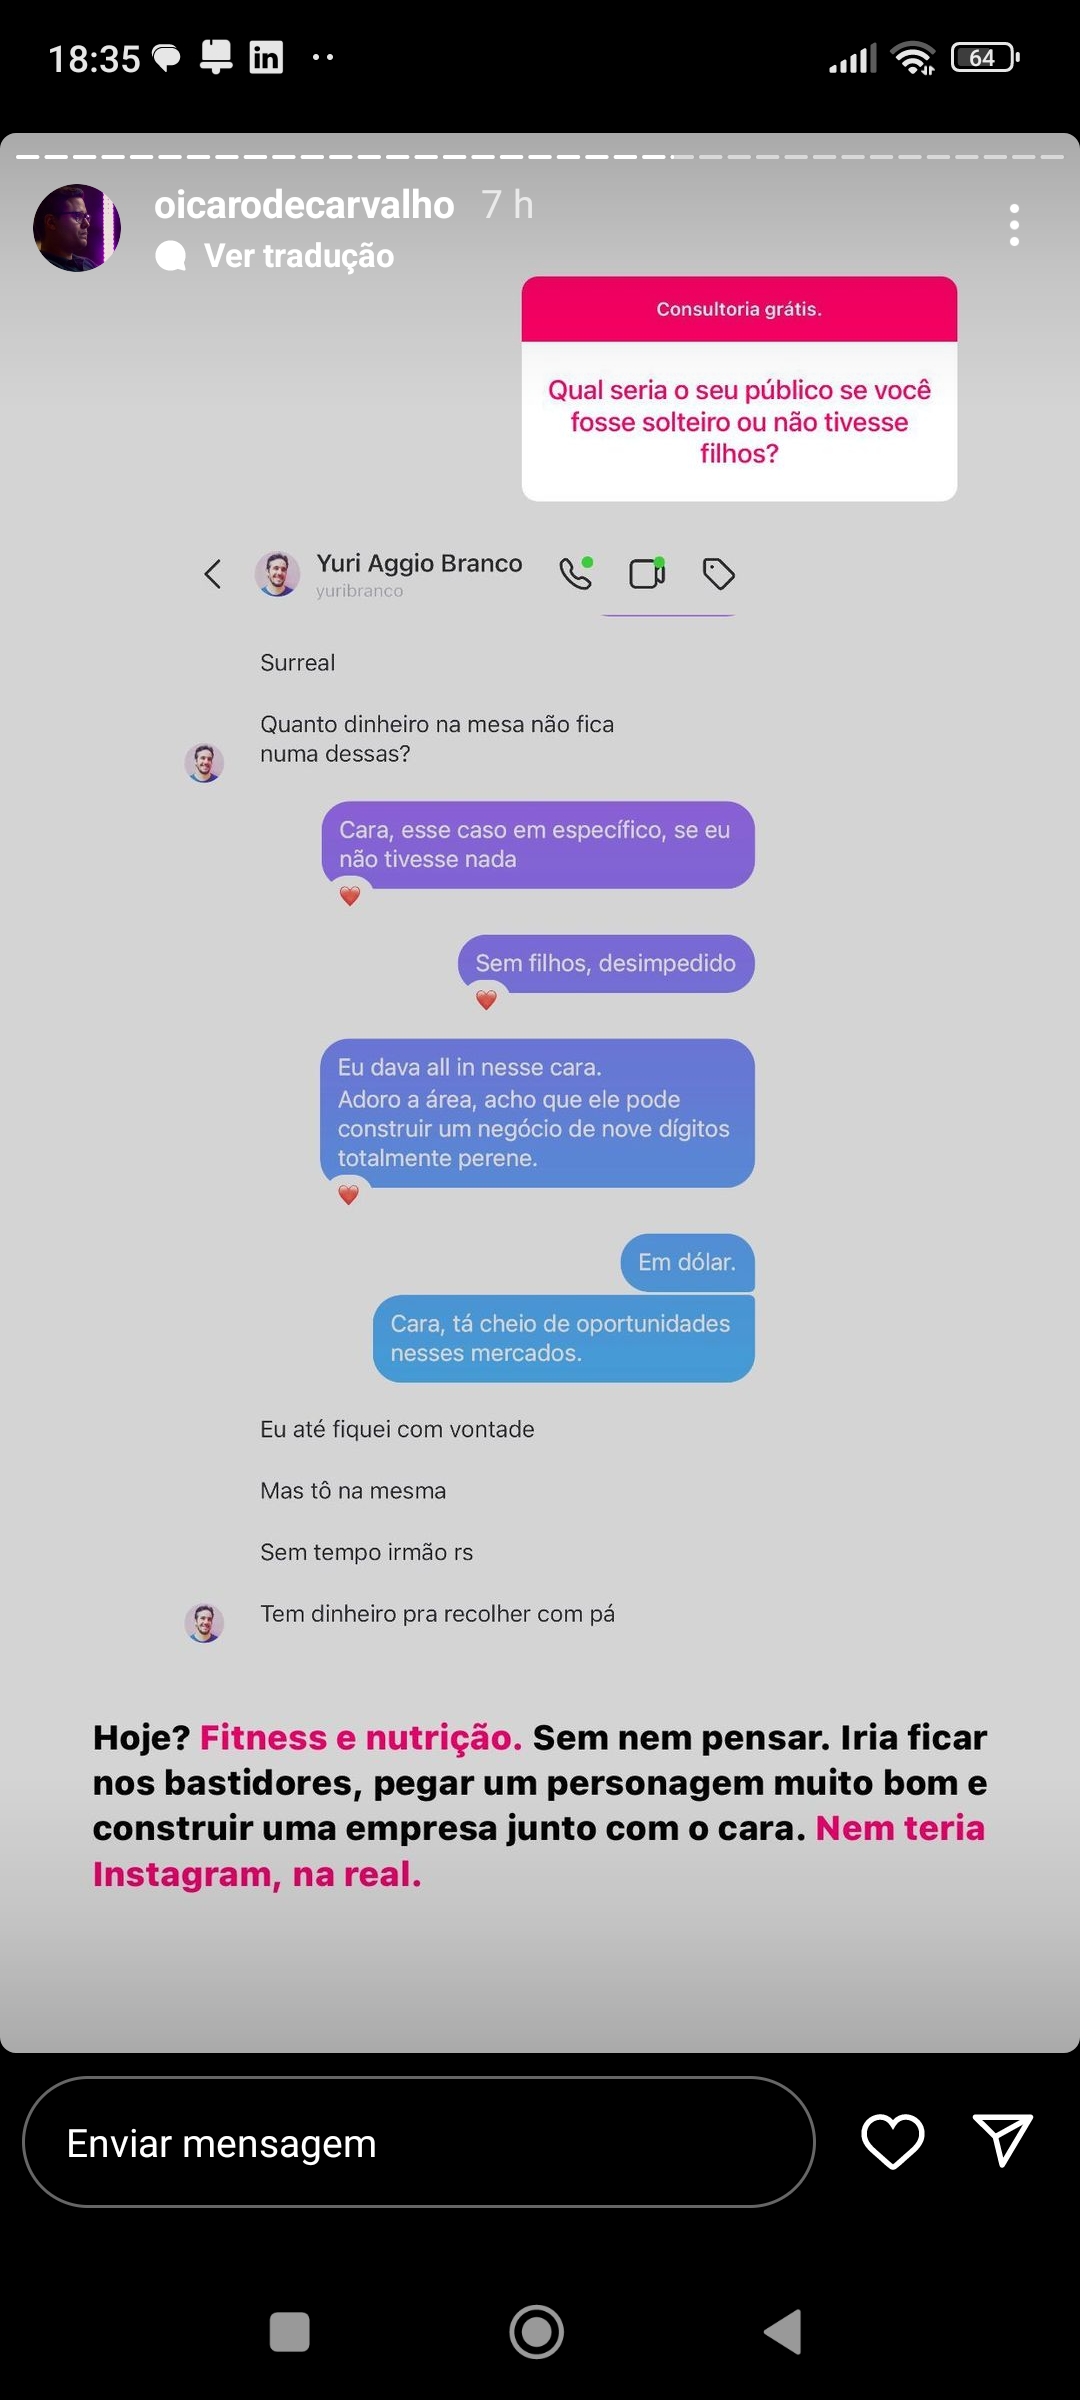 18:35
in
64
oicarodecarvalho 7 h
Ver tradução
Consultoria grátis.
Qual seria o seu público se você
fosse solteiro ou não tivesse
filhos?
Yuri Aggio Branco
yuribranco
Surreal
Quanto dinheiro na mesa não fica
numa dessas?
Cara, esse caso em específico, se eu
não tivesse nada
Sem filhos, desimpedido
Eu dava all in nesse cara.
Adoro a área, acho que ele pode
construir um negócio de nove dígitos
totalmente perene.
Em dólar.
Cara, tá cheio de oportunidades
nesses mercados.
Eu até fiquei com vontade
Mas tô na mesma
Sem tempo irmão rs
Tem dinheiro pra recolher com pá
Hoje? Fitness e nutrição. Sem nem pensar. Iria ficar
nos bastidores, pegar um personagem muito bom e
construir uma empresa junto com o cara. Nem teria
Instagram, na real.
Enviar mensagem